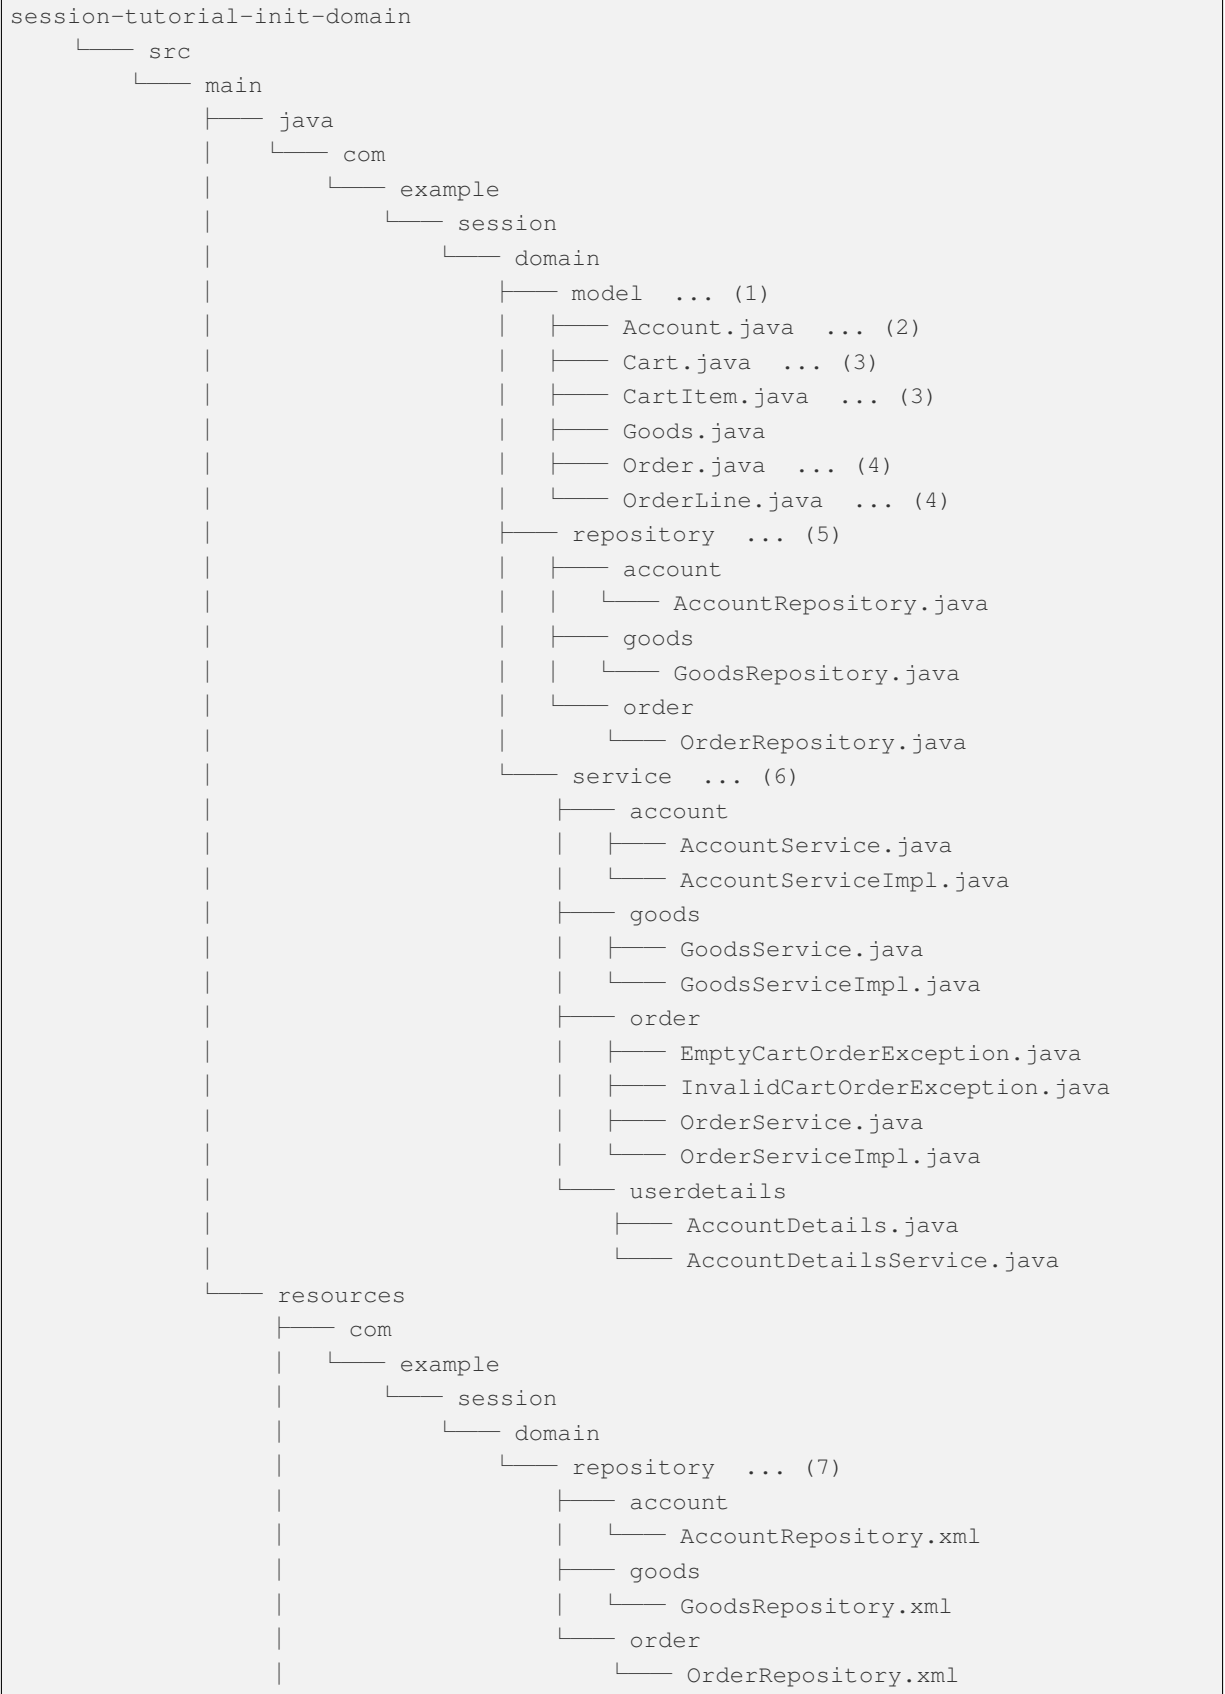 session-tutorial-init-domain
└── src
└── main
├── java
│ └── com
│ └── example
│ └── session
│ └── domain
│ ├── model ... (1)
│ │ ├── Account.java ... (2)
│ │ ├── Cart.java ... (3)
│ │ ├── CartItem.java ... (3)
│ │ ├── Goods.java
│ │ ├── Order.java ... (4)
│ │ └── OrderLine.java ... (4)
│ ├── repository ... (5)
│ │ ├── account
│ │ │ └── AccountRepository.java
│ │ ├── goods
│ │ │ └── GoodsRepository.java
│ │ └── order
│ │ └── OrderRepository.java
│ └── service ... (6)
│ ├── account
│ │ ├── AccountService.java
│ │ └── AccountServiceImpl.java
│ ├── goods
│ │ ├── GoodsService.java
│ │ └── GoodsServiceImpl.java
│ ├── order
│ │ ├── EmptyCartOrderException.java
│ │ ├── InvalidCartOrderException.java
│ │ ├── OrderService.java
│ │ └── OrderServiceImpl.java
│ └── userdetails
│ ├── AccountDetails.java
│ └── AccountDetailsService.java
└── resources
├── com
│ └── example
│ └── session
│ └── domain
│ └── repository ... (7)
│ ├── account
│ │ └── AccountRepository.xml
│ ├── goods
│ │ └── GoodsRepository.xml
│ └── order
│ └── OrderRepository.xml